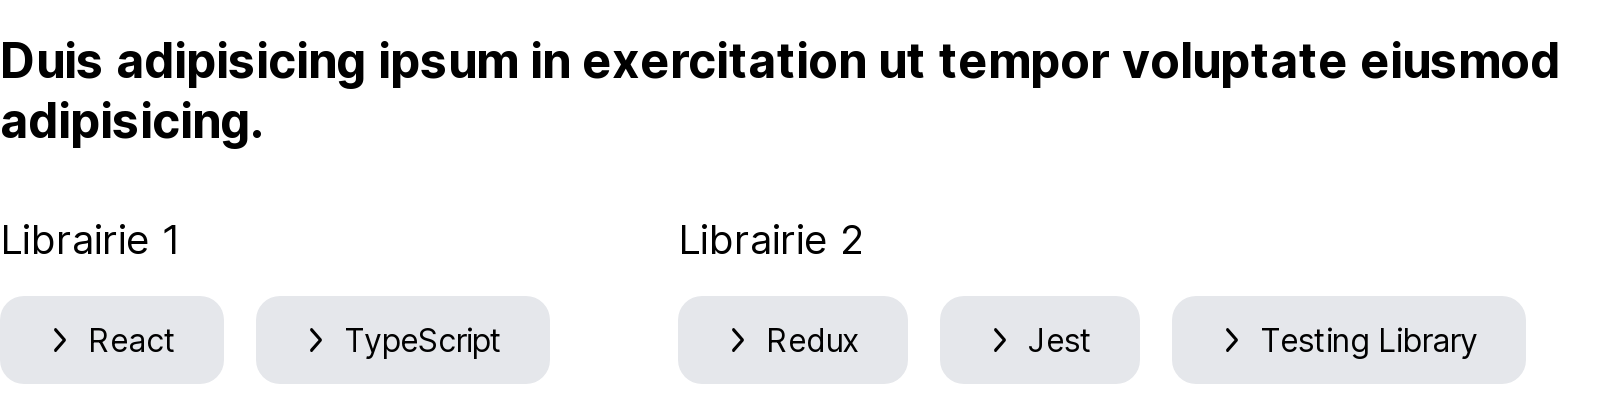 Duis adipisicing ipsum in exercitation ut tempor voluptate eiusmod
adipisicing.
Librairie 1
React
TypeScript
Librairie 2
Redux
Jest
Testing Library